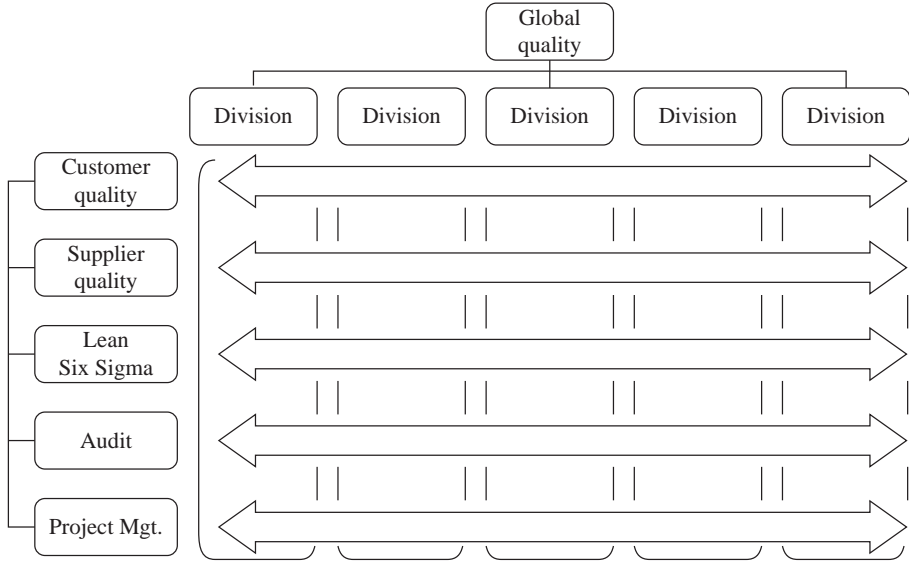 Global
quality
Division
Division
Division
Division
Division
Customer
quality
Supplier
quality
Lean
Six Sigma
Audit
Project Mgt.